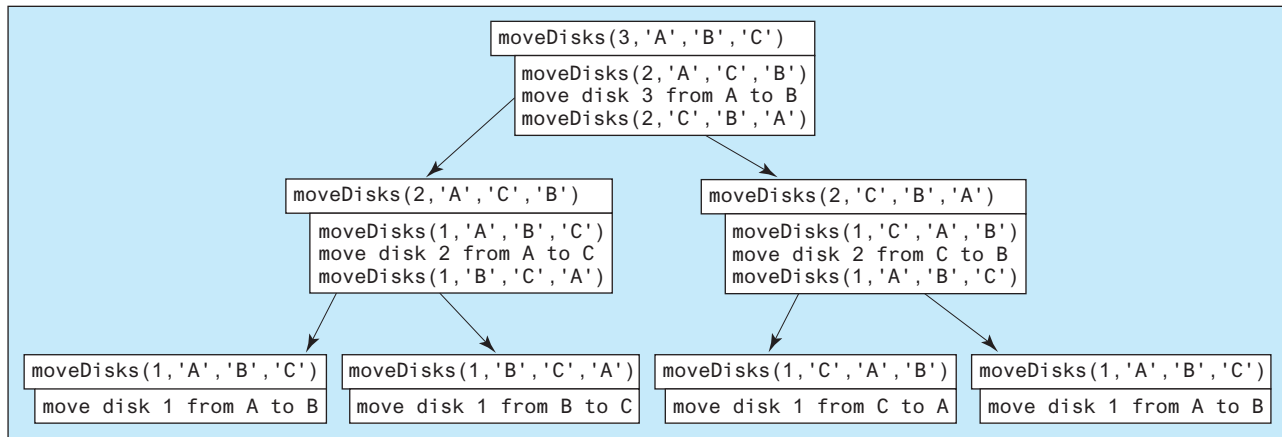 moveDisks(3,'A','B','C')
moveDisks(2,'A','C','B')
move disk 3 from A to B
moveDisks(2,'C','B','A')
moveDisks(2,'A','C','B')
moveDisks(1,'A','B','C')
move disk 2 from A to C
moveDisks(1,'B','C','A')
moveDisks(2,'C','B','A')
moveDisks(1,'C','A','B')
move disk 2 from C to B
moveDisks(1,'A','B','C')
moveDisks(1,'A','B','C')
move disk 1 from A to B
moveDisks(1,'B','C','A')
move disk 1 from B to C
moveDisks(1,'C','A','B')
move disk 1 from C to A
moveDisks(1,'A','B','C')
move disk 1 from A to B